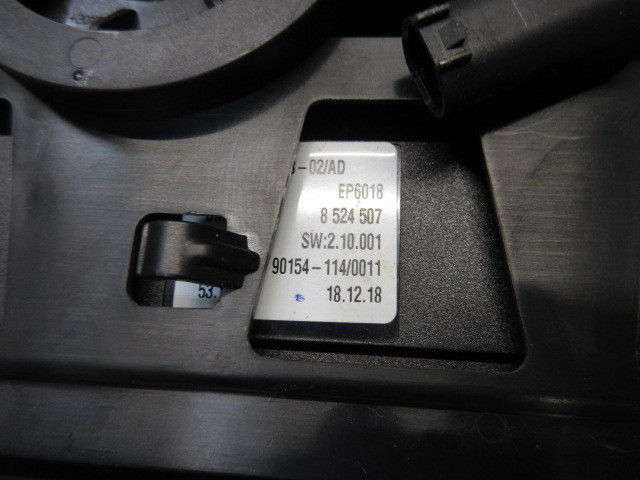 -02/AD
EP6018
8 524 507
SW:2.10.001
90154-114/0011
18.12.18
53.